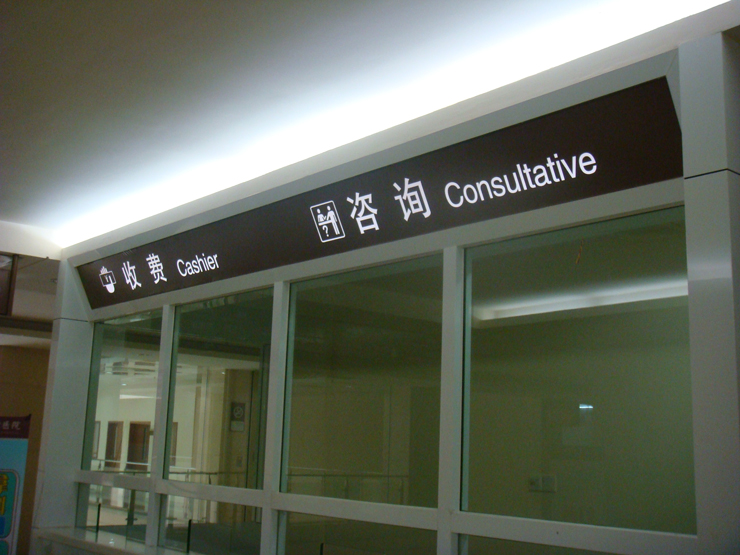 收费 Cashier
咨询 Consultative